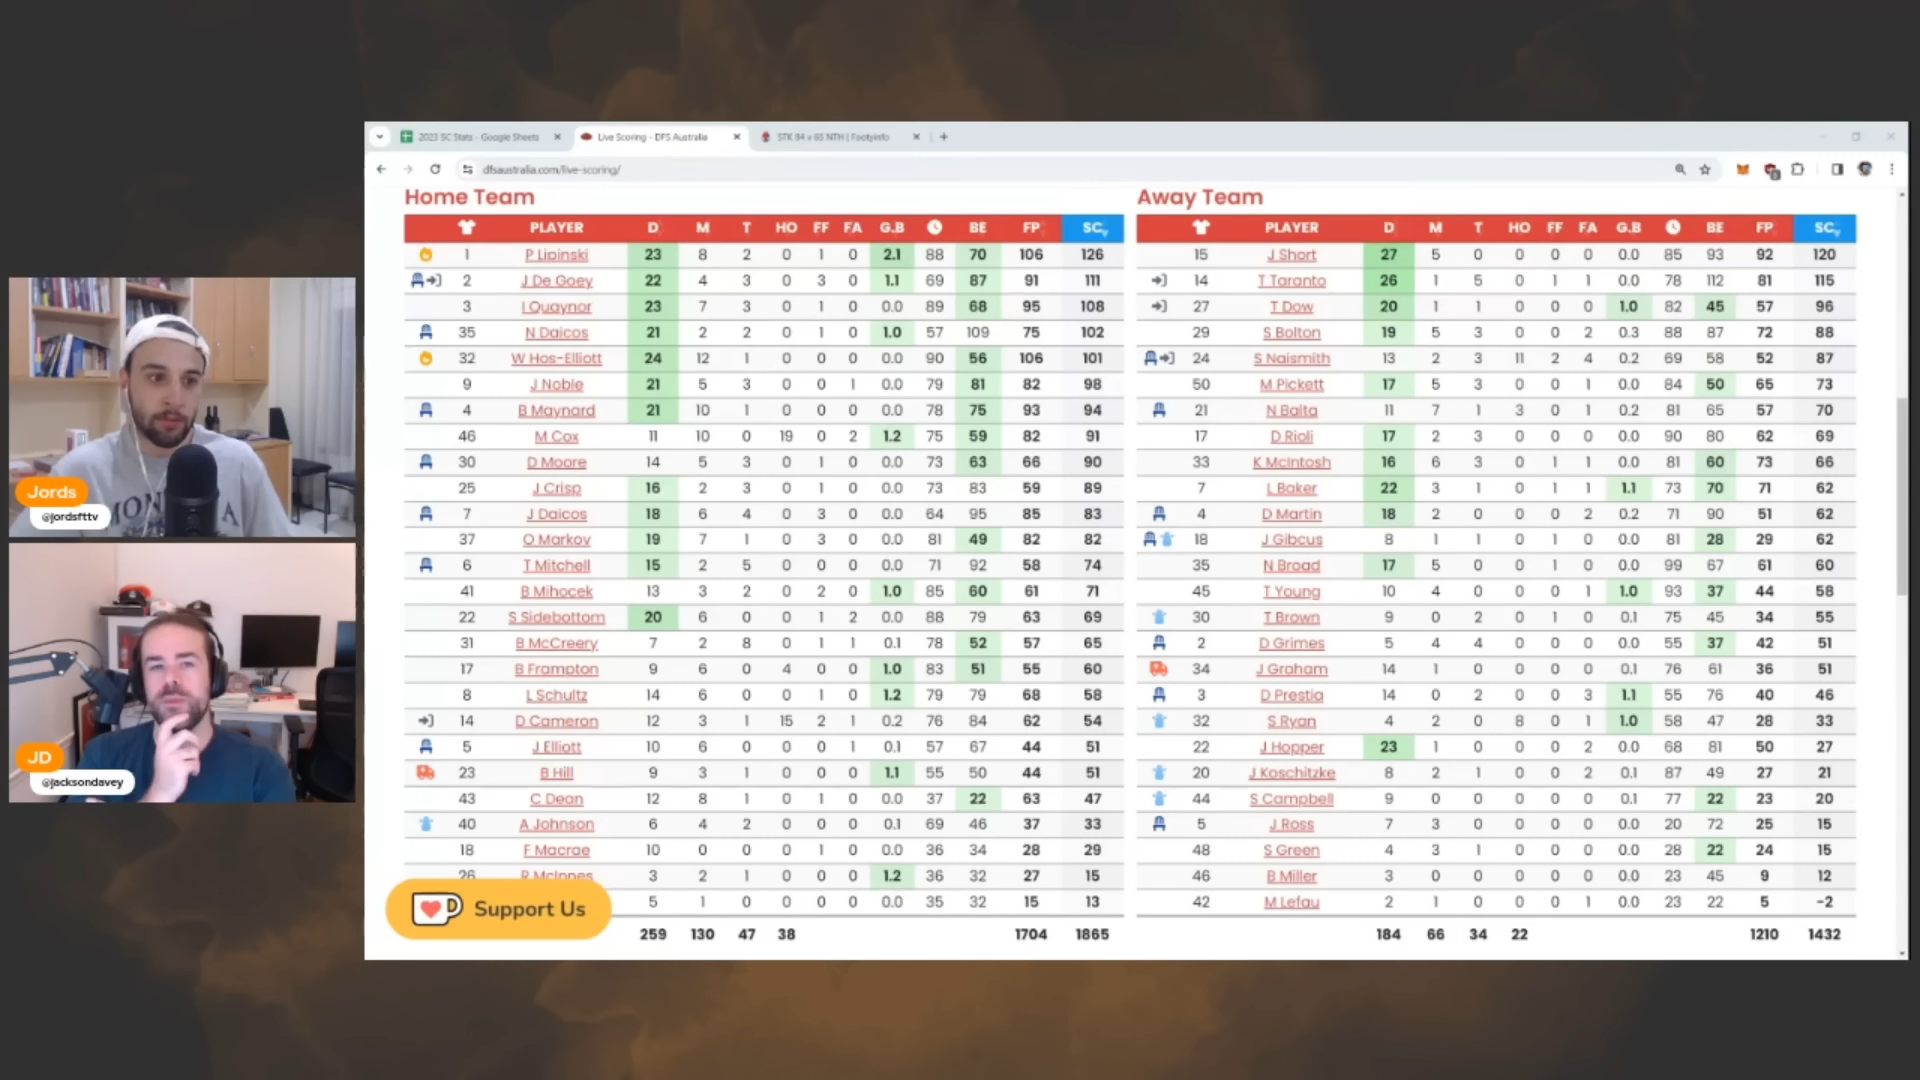 2023 SC Stats - Google Sheets
Live Scoring - DFS Australia
STK 84 v 65 NTH | Footyinfo
dfsaustralia.com/live-scoring/
Home Team
PLAYER D M T HO FF FA G.B BE FP SC
1 P Lipinski 23 8 2 0 1 0 2.1 88 70 106 126
2 J De Goey 22 4 3 0 3 0 1.1 69 87 91 111
3 I Quaynor 23 7 3 0 1 0 0.0 89 68 95 108
35 N Daicos 21 2 2 0 1 0 1.0 57 109 75 102
32 W Hos-Elliott 24 12 1 0 0 0 0.0 90 56 106 101
9 J Noble 21 5 3 0 0 1 0.0 79 81 82 98
4 B Maynard 21 10 1 0 0 0 0.0 78 75 93 94
46 M Cox 11 10 0 19 0 2 1.2 75 59 82 91
30 D Moore 14 5 3 0 1 0 0.0 73 63 66 90
25 J Crisp 16 2 3 0 1 0 0.0 73 83 59 89
7 J Daicos 18 6 4 0 3 0 0.0 64 95 85 83
37 O Markov 19 7 1 0 3 0 0.0 81 49 82 82
6 T Mitchell 15 2 5 0 0 0 0.0 71 92 58 74
41 B Mihocek 13 3 2 0 2 0 1.0 85 60 61 71
22 S Sidebottom 20 6 0 0 1 2 0.0 88 79 63 69
31 B McCreery 7 2 8 0 1 1 0.1 78 52 57 65
17 B Frampton 9 6 0 4 0 0 1.0 83 51 55 60
8 L Schultz 14 6 0 0 1 0 1.2 79 79 68 58
14 D Cameron 12 3 1 15 2 1 0.2 76 84 62 54
5 J Elliott 10 6 0 0 0 1 0.1 57 67 44 51
23 B Hill 9 3 1 0 0 0 1.1 55 50 44 51
43 C Dean 12 8 1 0 1 0 0.0 37 22 63 47
40 A Johnson 6 4 2 0 0 0 0.1 69 46 37 33
18 F Macrae 10 0 0 0 1 0 0.0 36 34 28 29
26 R McInnes 3 2 1 0 0 0 1.2 36 32 27 15
5 1 0 0 0 0 0.0 35 32 15 13
259 130 47 38 1704 1865
Away Team
PLAYER D M T HO FF FA G.B BE FP SC
15 J Short 27 5 0 0 0 0 0.0 85 93 92 120
14 T Taranto 26 1 5 0 1 1 0.0 78 112 81 115
27 T Dow 20 1 1 0 0 0 1.0 82 45 57 96
29 S Bolton 19 5 3 0 0 2 0.3 88 87 72 88
24 S Naismith 13 2 3 11 2 4 0.2 69 58 52 87
50 M Pickett 17 5 3 0 0 1 0.0 84 50 65 73
21 N Balta 11 7 1 3 0 1 0.2 81 65 57 70
17 D Rioli 17 2 3 0 0 0 0.0 90 80 62 69
33 K McIntosh 16 6 3 0 1 1 0.0 81 60 73 66
7 L Baker 22 3 1 0 1 1 1.1 73 70 71 62
4 D Martin 18 2 0 0 0 2 0.2 71 90 51 62
18 J Gibcus 8 1 1 0 1 0 0.0 81 28 29 62
35 N Broad 17 5 0 0 1 0 0.0 99 67 61 60
45 T Young 10 4 0 0 0 1 1.0 93 37 44 58
30 T Brown 9 0 2 0 1 0 0.1 75 45 34 55
2 D Grimes 5 4 4 0 0 0 0.0 55 37 42 51
34 J Graham 14 1 0 0 0 0 0.1 76 61 36 51
3 D Prestia 14 0 2 0 0 3 1.1 55 76 40 46
32 S Ryan 4 2 0 8 0 1 1.0 58 47 28 33
22 J Hopper 23 1 0 0 0 2 0.0 68 81 50 27
20 J Koschitzke 8 2 1 0 0 2 0.1 87 49 27 21
44 S Campbell 9 0 0 0 0 0 0.1 77 22 23 20
5 J Ross 7 3 0 0 0 0 0.0 20 72 25 15
48 S Green 4 3 1 0 0 0 0.0 28 22 24 15
46 B Miller 3 0 0 0 0 0 0.0 23 45 9 12
42 M Lefau 2 1 0 0 0 1 0.0 23 22 5 -2
184 66 34 22 1210 1432
Support Us
Jords
@jordsfttv
JD
@jacksondavey